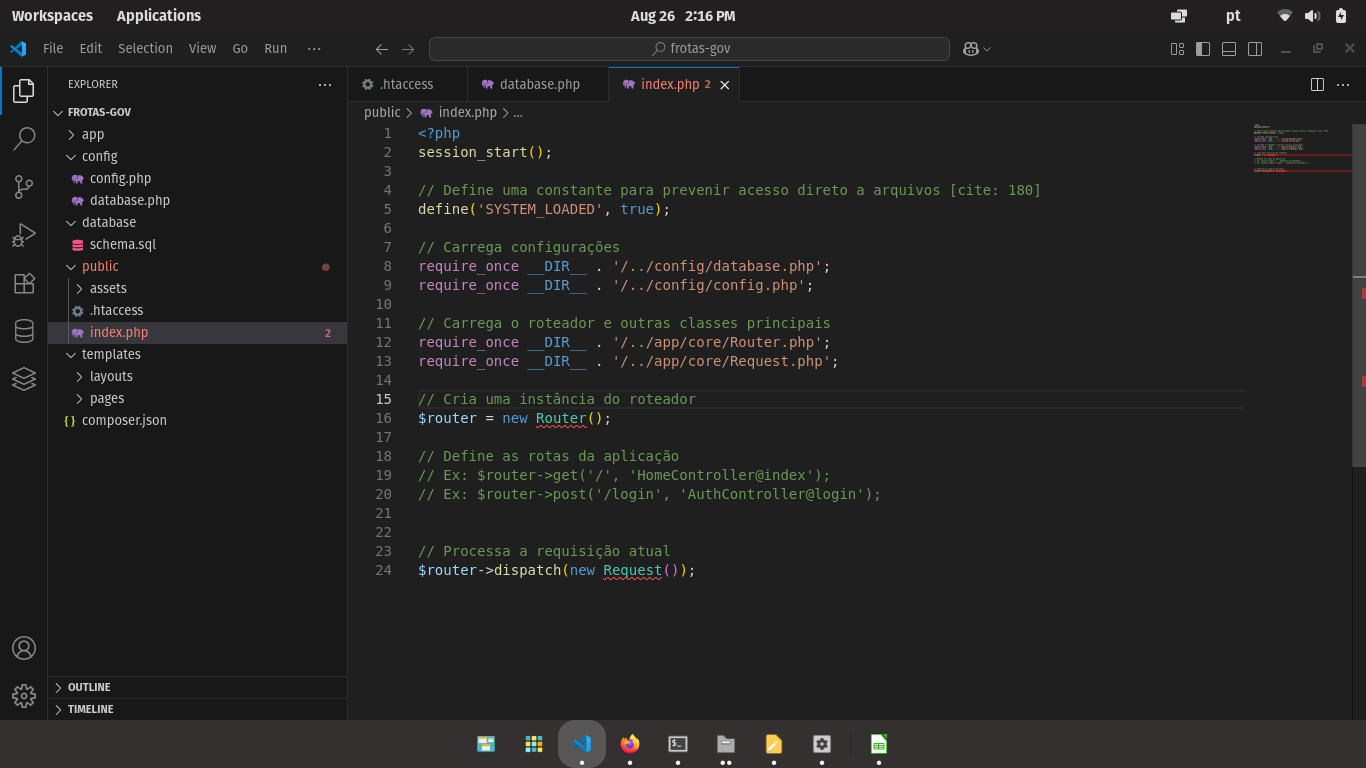 Workspaces Applications Aug 26 2:16 PM pt
File Edit Selection View Go Run ··· frotas-gov
EXPLORER ···
FROTAS-GOV
app
config
config.php
database.php
database
schema.sql
public
assets
.htaccess
index.php 2
templates
layouts
pages
{} composer.json
OUTLINE
TIMELINE
.htaccess database.php index.php 2
public > index.php > ...
1 <?php
2 session_start();
3
4 // Define uma constante para prevenir acesso direto a arquivos [cite: 180]
5 define('SYSTEM_LOADED', true);
6
7 // Carrega configurações
8 require_once __DIR__ . '/../config/database.php';
9 require_once __DIR__ . '/../config/config.php';
10
11 // Carrega o roteador e outras classes principais
12 require_once __DIR__ . '/../app/core/Router.php';
13 require_once __DIR__ . '/../app/core/Request.php';
14
15 // Cria uma instância do roteador
16 $router = new Router();
17
18 // Define as rotas da aplicação
19 // Ex: $router->get('/', 'HomeController@index');
20 // Ex: $router->post('/login', 'AuthController@login');
21
22
23 // Processa a requisição atual
24 $router->dispatch(new Request());